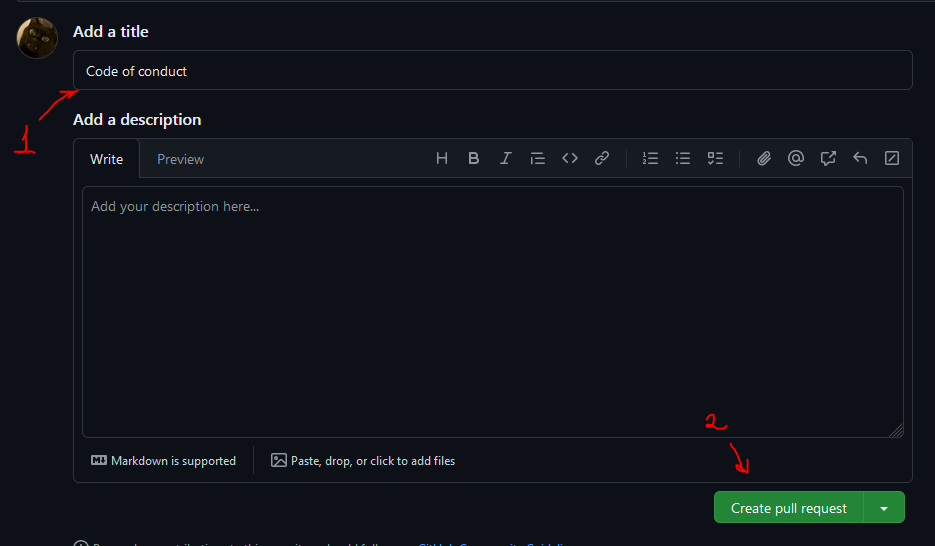 Add a title
Code of conduct
1
Add a description
Write Preview
Add your description here...
2
Markdown is supported Paste, drop, or click to add files
Create pull request